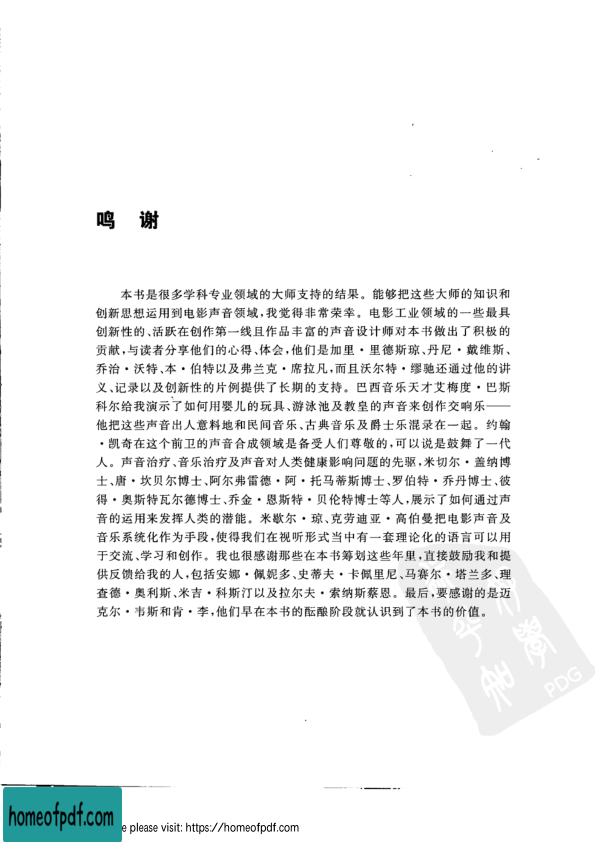 鸣 谢
本书是很多学科专业领域的大师支持的结果。能够把这些大师的知识和
创新思想运用到电影声音领域,我觉得非常荣幸。电影工业领域的一些最具
创新性的、活跃在创作第一线且作品丰富的声音设计师对本书做出了积极的
贡献,与读者分享他们的心得、体会,他们是加里·里德斯琼、丹尼·戴维斯、
乔治·沃特、本·伯特以及弗兰克·席拉凡,而且沃尔特·缪驰还通过他的讲
义、记录以及创新性的片例提供了长期的支持。巴西音乐天才艾梅度·巴斯
科尔给我演示了如何用婴儿的玩具、游泳池及教皇的声音来创作交响乐——
他把这些声音出人意料地和民间音乐、古典音乐及爵士乐混录在一起。约翰
·凯奇在这个前卫的声音合成领域是备受人们尊敬的,可以说是鼓舞了一代
人。声音治疗、音乐治疗及声音对人类健康影响问题的先驱,米切尔·盖纳博
士、唐·坎贝尔博士、阿尔弗雷德·阿·托马蒂斯博士、罗伯特·乔丹博士、彼
得·奥斯特瓦尔德博士、乔金·恩斯特·贝伦特博士等人,展示了如何通过声
音的运用来发挥人类的潜能。米歇尔·琼、克劳迪亚·高伯曼把电影声音及
音乐系统化作为手段,使得我们在视听形式当中有一套理论化的语言可以用
于交流、学习和创作。我也很感谢那些在本书筹划这些年里,直接鼓励我和提
供反馈给我的人,包括安娜·佩妮多、史蒂夫·卡佩里尼、马赛尔·塔兰多、理
查德·奥利斯、米吉·科斯汀以及拉尔夫·索纳斯蔡恩。最后,要感谢的是迈
克尔·韦斯和肯·李,他们早在本书的酝酿阶段就认识到了本书的价值。
PDG
homeofpdf.com
e please visit: https://homeofpdf.com